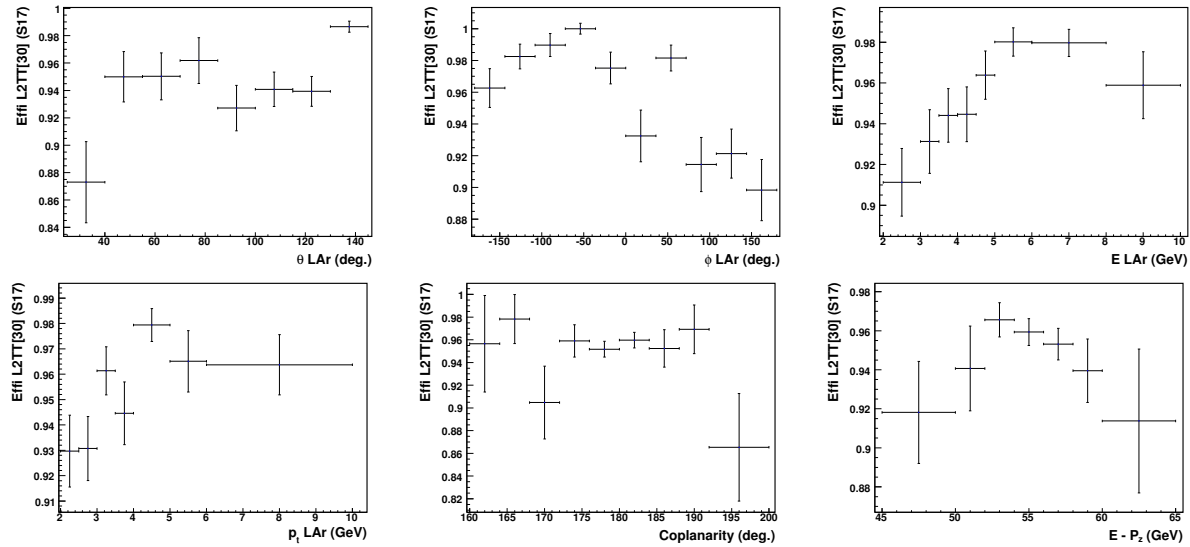 Effi L2TT[30] (S17)
1
0.98
0.96
0.94
0.92
0.9
0.88
0.86
0.84
40 60 80 100 120 140
θ LAr (deg.)
Effi L2TT[30] (S17)
1
0.98
0.96
0.94
0.92
0.9
0.88
-150 -100 -50 0 50 100 150
ϕ LAr (deg.)
Effi L2TT[30] (S17)
0.98
0.96
0.94
0.92
0.9
2 3 4 5 6 7 8 9 10
E LAr (GeV)
Effi L2TT[30] (S17)
0.99
0.98
0.97
0.96
0.95
0.94
0.93
0.92
0.91
2 3 4 5 6 7 8 9 10
pt LAr (GeV)
Effi L2TT[30] (S17)
1
0.98
0.96
0.94
0.92
0.9
0.88
0.86
0.84
0.82
160 165 170 175 180 185 190 195 200
Coplanarity (deg.)
Effi L2TT[30] (S17)
0.98
0.96
0.94
0.92
0.9
0.88
45 50 55 60 65
E - Pz (GeV)